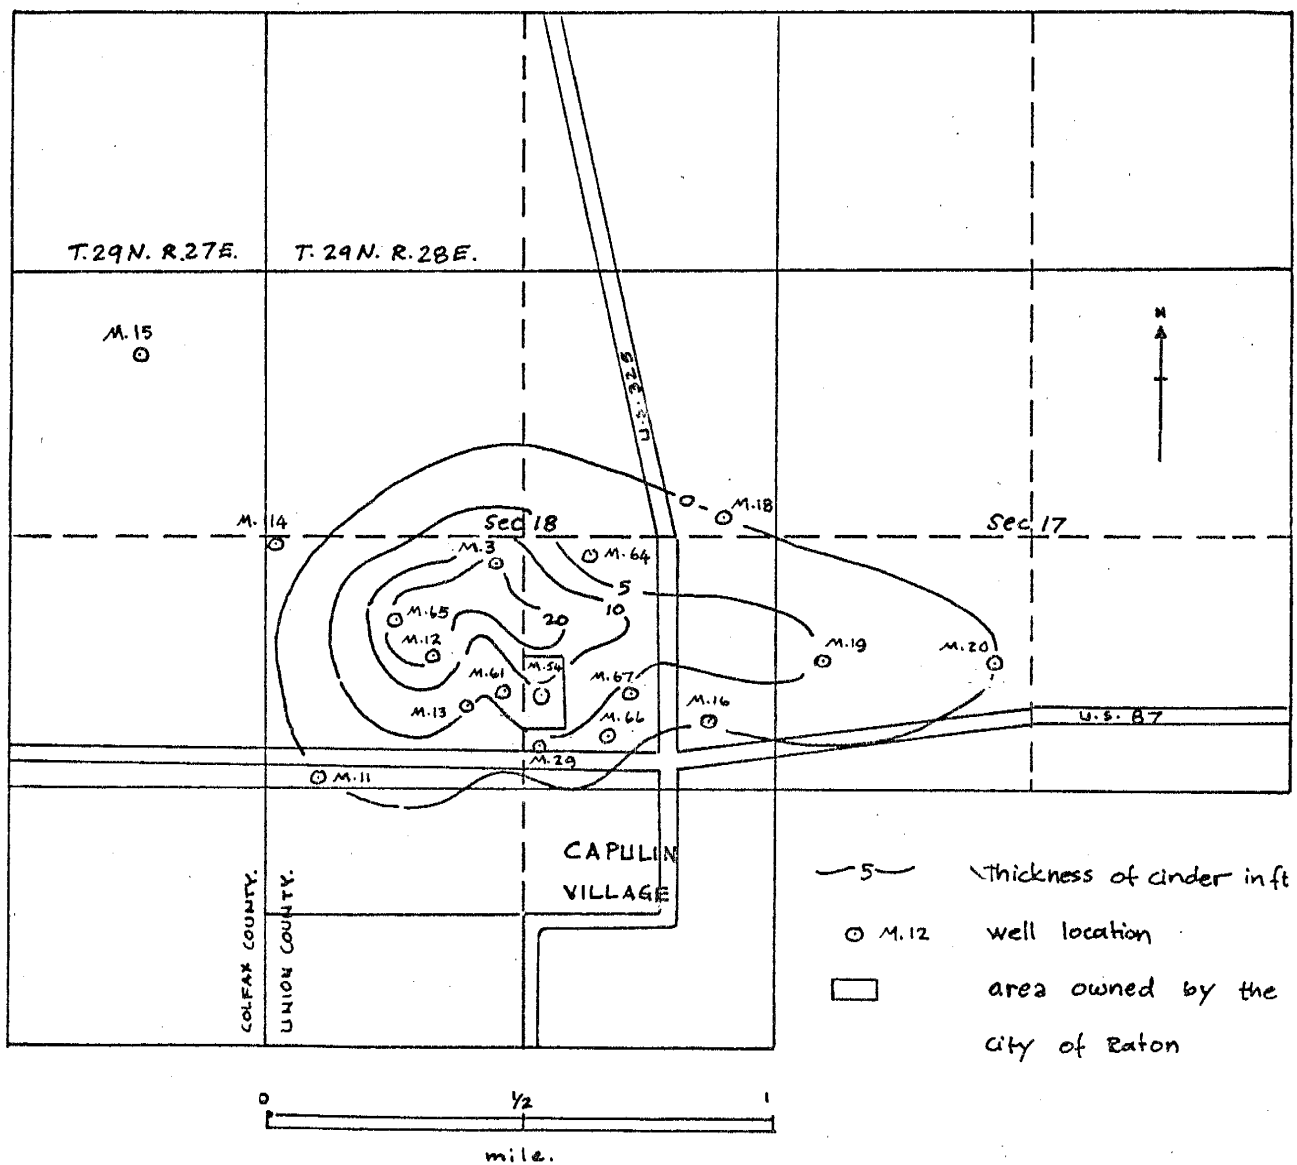 T.29N. R.27E.
T. 29N. R.28E.
M.15
N
U.S. 325
M.14
Sec 18
0
M.18
Sec 17
M.3
M.64
5
10
M.65
20
M.12
M.54
M.19
M.20
M.61
M.67
M.13
M.66
M.16
U.S. 87
M.29
M.11
CAPULIN
VILLAGE
COLFAX COUNTY.
UNION COUNTY.
5 Thickness of cinder in ft
M.12 well location
area owned by the
city of Raton
0 1/2 1
mile.